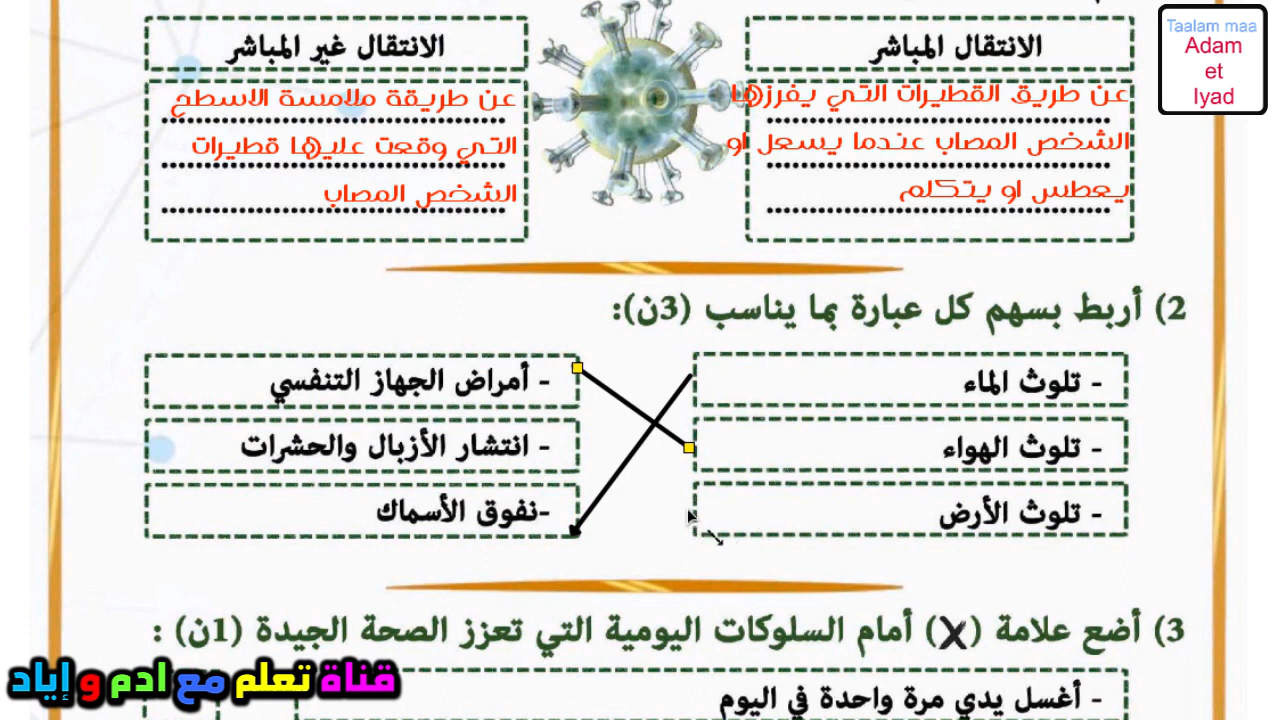 Taalam maa
Adam
et
Iyad
الانتقال المباشر
عن طريق القطيرات التي يفرزها
الشخص المصاب عندما يسعل او
يعطس او يتكلم
الانتقال غير المباشر
عن طريقة ملامسة الاسطح
التي وقعت عليها قطيرات
الشخص المصاب
2) أربط بسهم كل عبارة بما يناسب (3ن):
- تلوث الماء
- تلوث الهواء
- تلوث الأرض
- أمراض الجهاز التنفسي
- انتشار الأزبال والحشرات
-نفوق الأسماك
3) أضع علامة (X) أمام السلوكات اليومية التي تعزز الصحة الجيدة (1ن) :
- أغسل يدي مرة واحدة في اليوم
قناة تعلم مع ادم و إياد